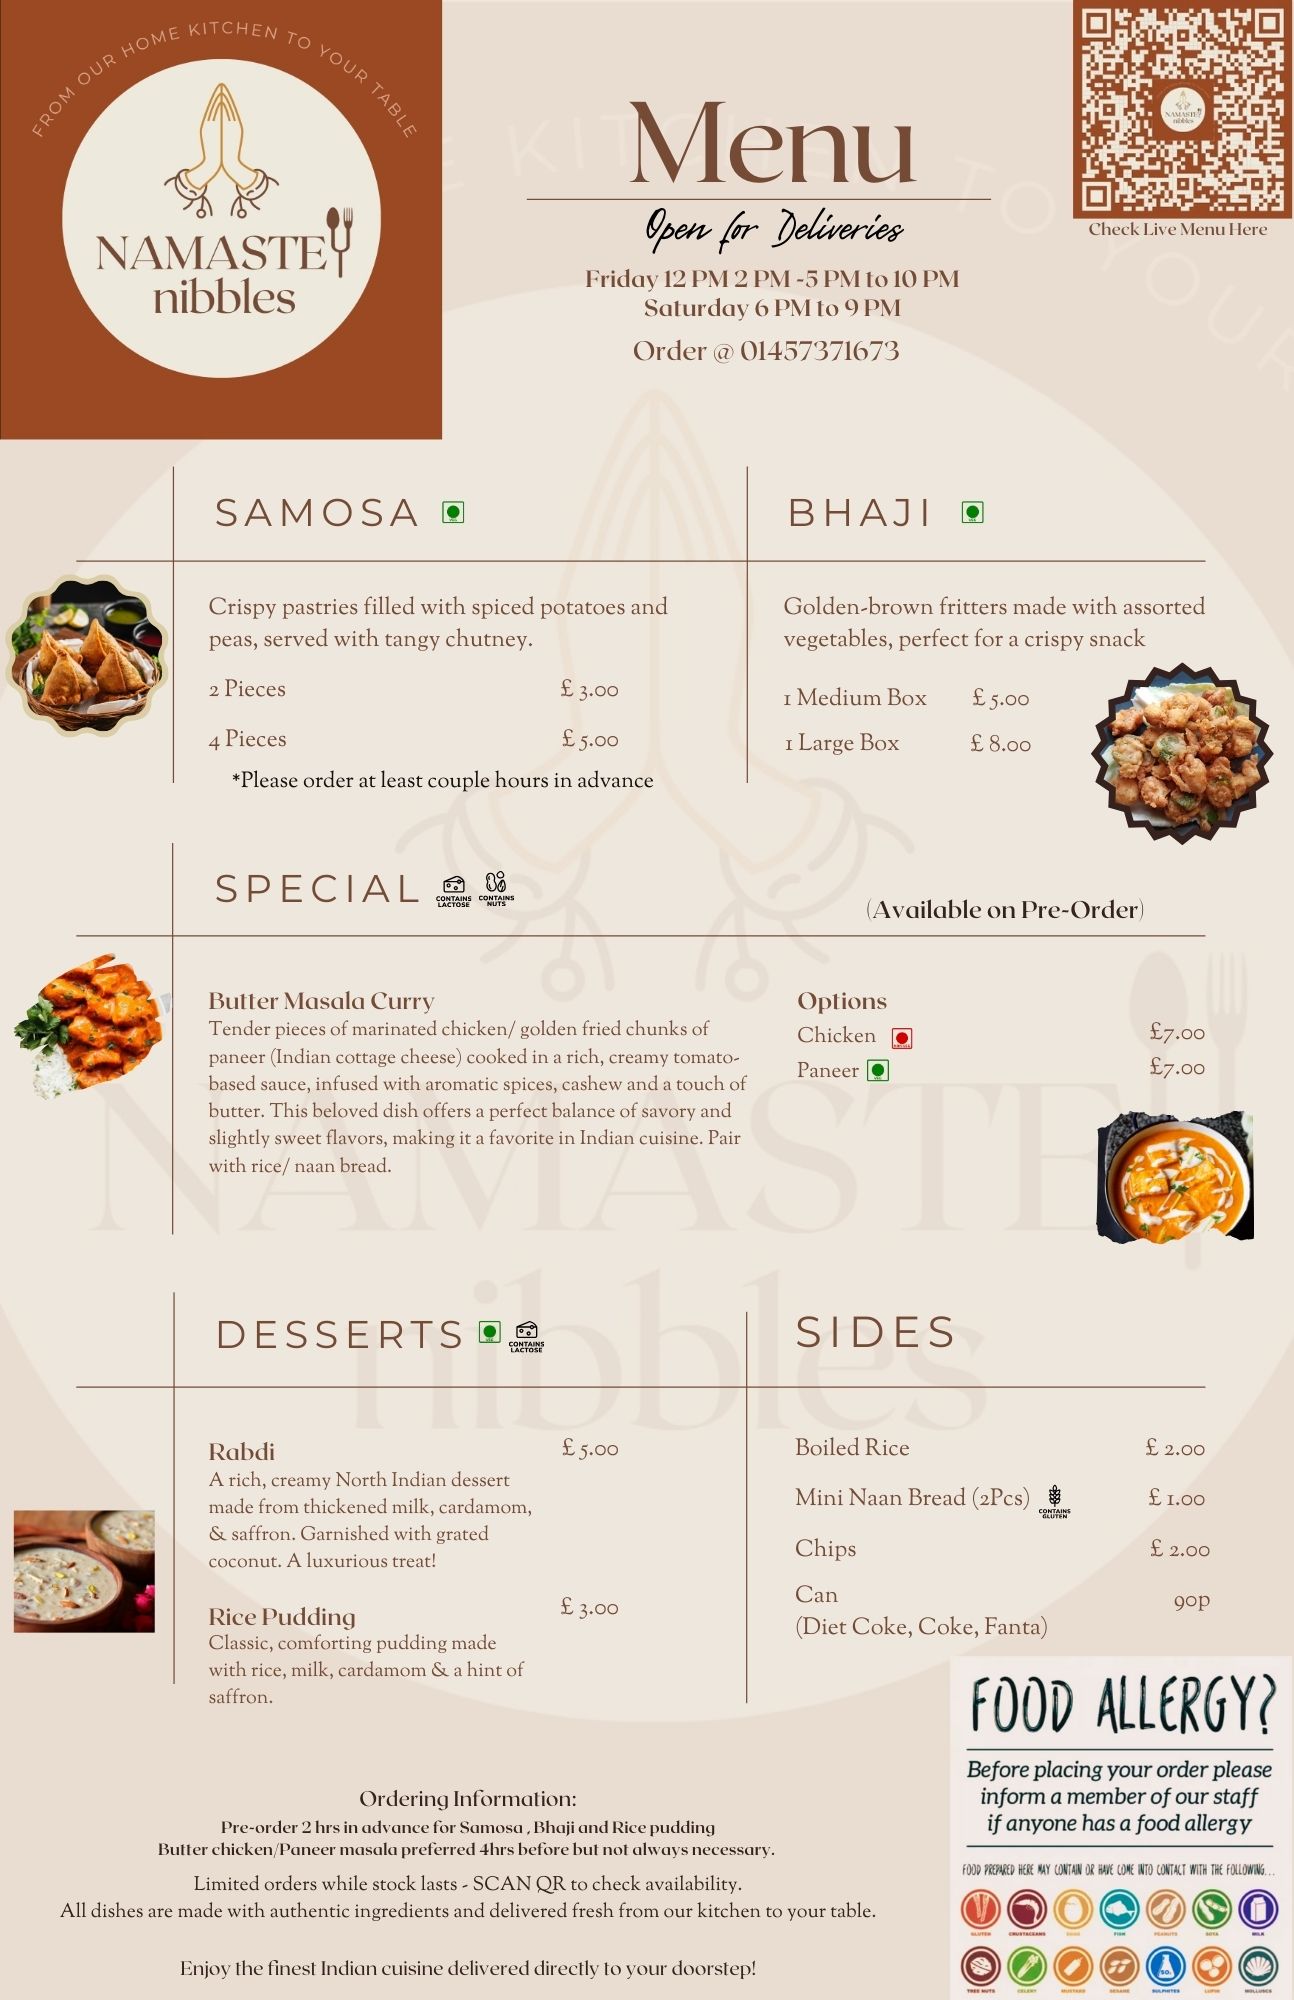 FROM OUR HOME KITCHEN TO YOUR TABLE
NAMASTE
nibbles
Menu
Open for Deliveries
Friday 12 PM 2 PM -5 PM to 10 PM
Saturday 6 PM to 9 PM
Order @ 01457371673
NAMASTE
nibbles
Check Live Menu Here
SAMOSA
Crispy pastries filled with spiced potatoes and
peas, served with tangy chutney.
2 Pieces £ 3.00
4 Pieces £ 5.00
*Please order at least couple hours in advance
BHAJI
Golden-brown fritters made with assorted
vegetables, perfect for a crispy snack
1 Medium Box £ 5.00
1 Large Box £ 8.00
SPECIAL
CONTAINS
LACTOSE
CONTAINS
NUTS
(Available on Pre-Order)
Butter Masala Curry
Tender pieces of marinated chicken/ golden fried chunks of
paneer (Indian cottage cheese) cooked in a rich, creamy tomato-
based sauce, infused with aromatic spices, cashew and a touch of
butter. This beloved dish offers a perfect balance of savory and
slightly sweet flavors, making it a favorite in Indian cuisine. Pair
with rice/ naan bread.
Options
Chicken £7.00
Paneer £7.00
DESSERTS
CONTAINS
LACTOSE
Rabdi £ 5.00
A rich, creamy North Indian dessert
made from thickened milk, cardamom,
& saffron. Garnished with grated
coconut. A luxurious treat!
Rice Pudding £ 3.00
Classic, comforting pudding made
with rice, milk, cardamom & a hint of
saffron.
SIDES
Boiled Rice £ 2.00
Mini Naan Bread (2Pcs) £ 1.00
CONTAINS
GLUTEN
Chips £ 2.00
Can 90p
(Diet Coke, Coke, Fanta)
Ordering Information:
Pre-order 2 hrs in advance for Samosa , Bhaji and Rice pudding
Butter chicken/Paneer masala preferred 4hrs before but not always necessary.
Limited orders while stock lasts - SCAN QR to check availability.
All dishes are made with authentic ingredients and delivered fresh from our kitchen to your table.
Enjoy the finest Indian cuisine delivered directly to your doorstep!
FOOD ALLERGY?
Before placing your order please
inform a member of our staff
if anyone has a food allergy
FOOD PREPARED HERE MAY CONTAIN OR HAVE COME INTO CONTACT WITH THE FOLLOWING...
GLUTEN CRUSTACEANS EGGS FISH PEANUTS SOYA MILK
TREE NUTS CELERY MUSTARD SESAME SULPHITES LUPIN MOLLUSCS